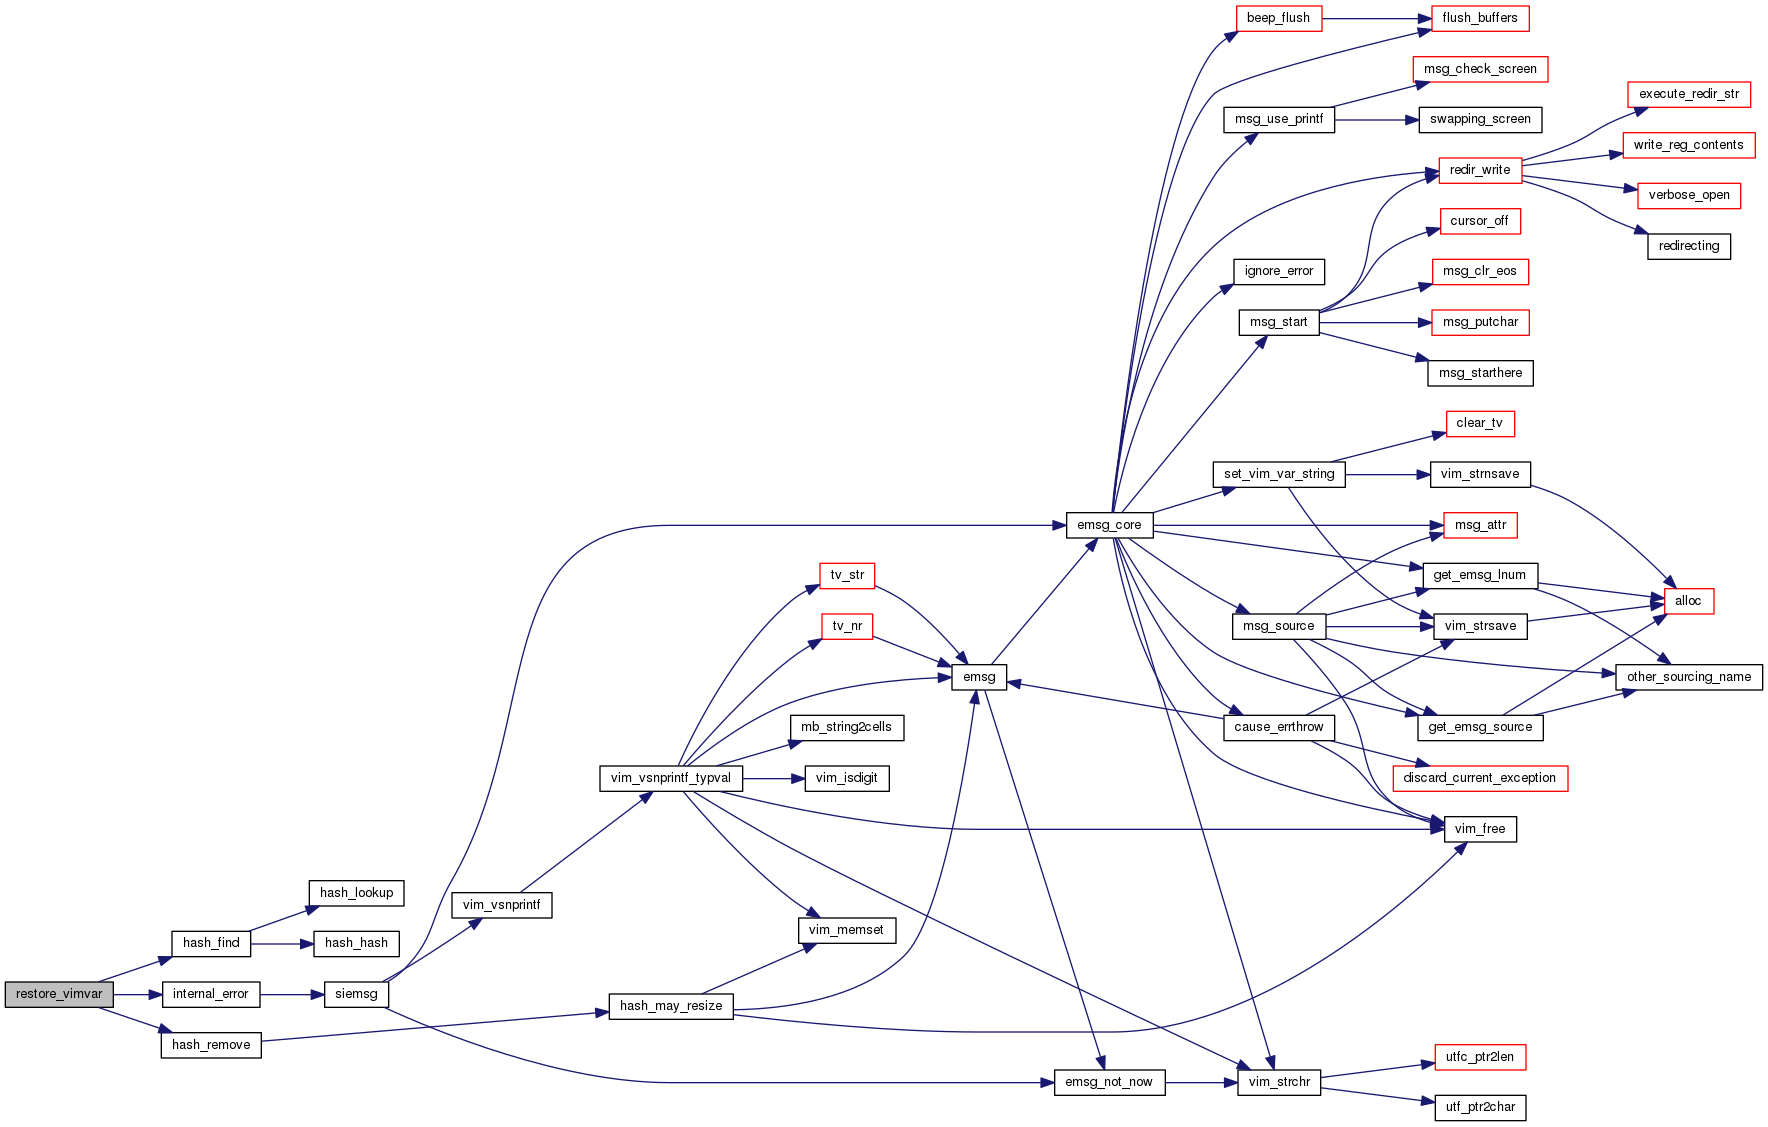 beep_flush
flush_buffers
msg_check_screen
execute_redir_str
msg_use_printf
swapping_screen
write_reg_contents
redir_write
verbose_open
cursor_off
redirecting
ignore_error
msg_clr_eos
msg_start
msg_putchar
msg_starthere
clear_tv
set_vim_var_string
vim_strnsave
emsg_core
msg_attr
tv_str
get_emsg_lnum
alloc
tv_nr
msg_source
vim_strsave
emsg
other_sourcing_name
mb_string2cells
cause_errthrow
get_emsg_source
vim_vsnprintf_typval
vim_isdigit
discard_current_exception
vim_free
hash_lookup
vim_vsnprintf
vim_memset
hash_find
hash_hash
restore_vimvar
internal_error
siemsg
hash_may_resize
hash_remove
utfc_ptr2len
emsg_not_now
vim_strchr
utf_ptr2char